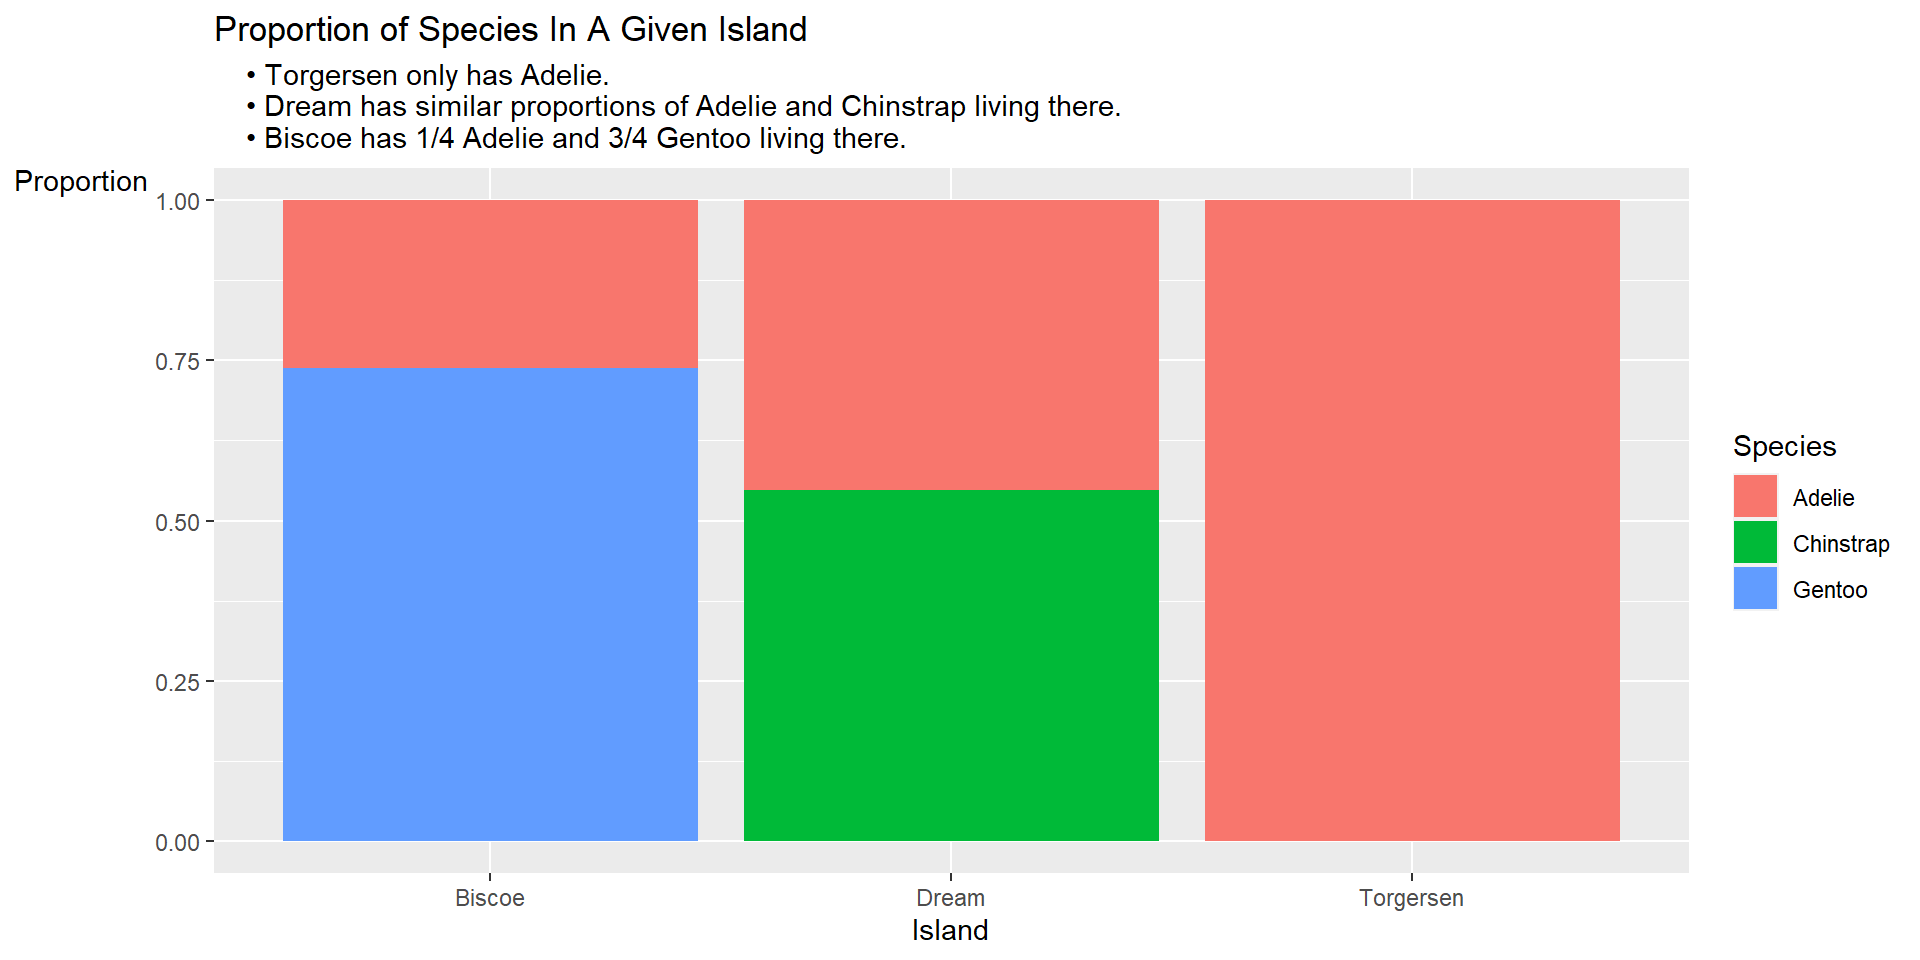 Proportion of Species In A Given Island
• Torgersen only has Adelie.
• Dream has similar proportions of Adelie and Chinstrap living there.
• Biscoe has 1/4 Adelie and 3/4 Gentoo living there.
Proportion
1.00
0.75
0.50
0.25
0.00
Biscoe
Dream
Torgersen
Island
Species
Adelie
Chinstrap
Gentoo